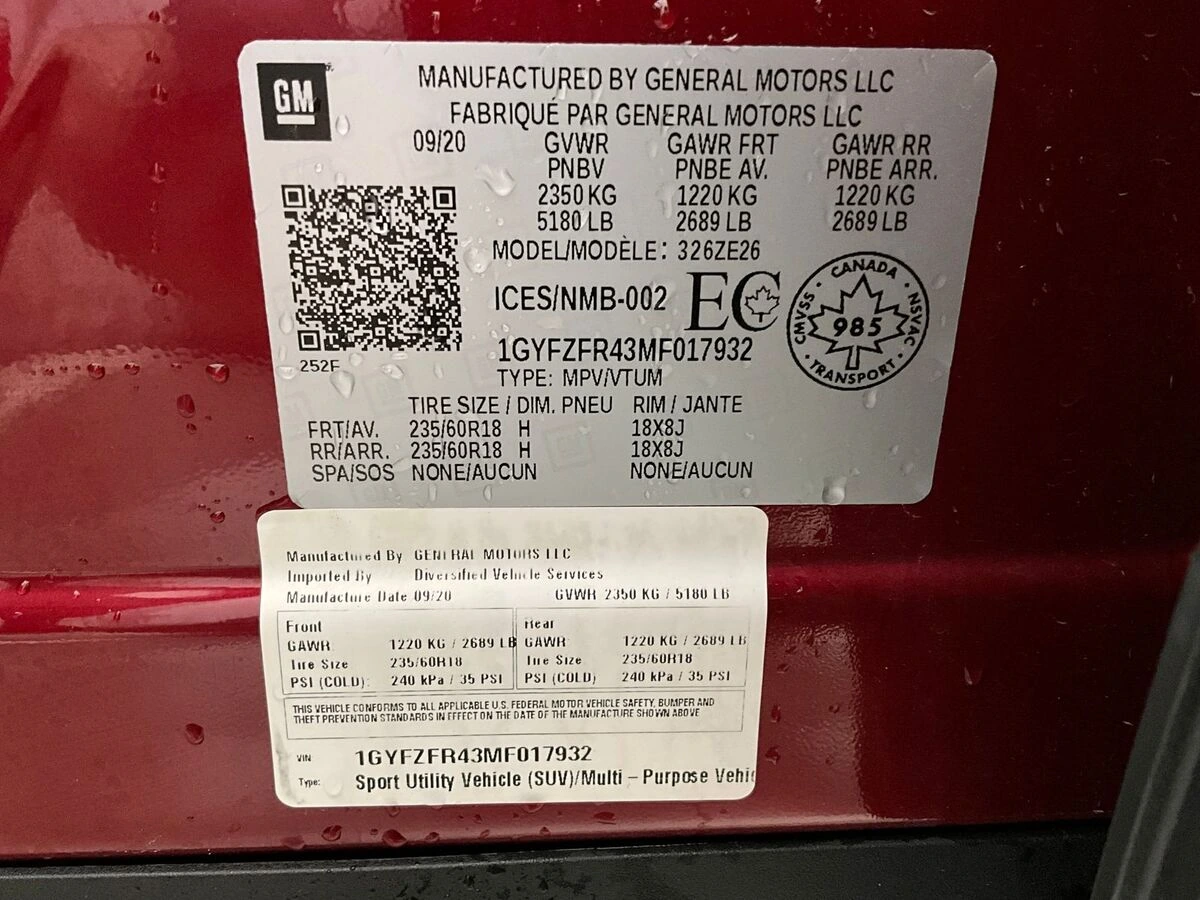 GM
MANUFACTURED BY GENERAL MOTORS LLC
FABRIQUÉ PAR GENERAL MOTORS LLC
09/20 GVWR GAWR FRT GAWR RR
PNBV PNBE AV. PNBE ARR.
2350 KG 1220 KG 1220 KG
5180 LB 2689 LB 2689 LB
MODEL/MODÈLE: 326ZE26
ICES/NMB-002 EC
CANADA
CMVSS 985 NSVAC
TRANSPORT
1GYFZFR43MF017932
252F TYPE: MPV/VTUM
TIRE SIZE / DIM. PNEU RIM / JANTE
FRT/AV. 235/60R18 H 18X8J
RR/ARR. 235/60R18 H 18X8J
SPA/SOS NONE/AUCUN NONE/AUCUN
Manufactured By GENERAL MOTORS LLC
Imported By Diversified Vehicle Services
Manufacture Date 09/20 GVWR 2350 KG / 5180 LB
Front Rear
GAWR 1220 KG / 2689 LB GAWR 1220 KG / 2689 LB
Tire Size 235/60R18 Tire Size 235/60R18
PSI (COLD): 240 kPa / 35 PSI PSI (COLD) 240 kPa / 35 PSI
THIS VEHICLE CONFORMS TO ALL APPLICABLE U.S. FEDERAL MOTOR VEHICLE SAFETY, BUMPER AND
THEFT PREVENTION STANDARDS IN EFFECT ON THE DATE OF THE MANUFACTURE SHOWN ABOVE
VIN 1GYFZFR43MF017932
Type: Sport Utility Vehicle (SUV)/Multi – Purpose Vehic